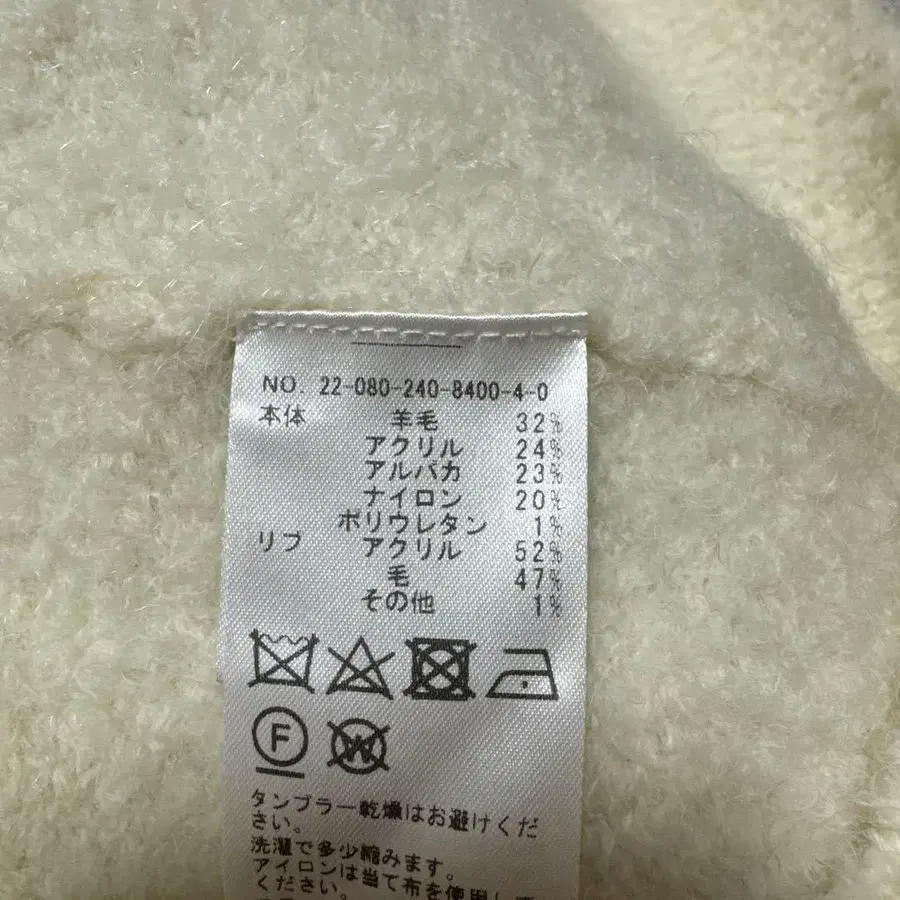 NO. 22-080-240-8400-4-0
本体 羊毛 32%
アクリル 24%
アルパカ 23%
ナイロン 20%
ポリウレタン 1%
リブ アクリル 52%
毛 47%
その他 1%
F W
タンブラー乾燥はお避けくだ
さい。
洗濯で多少縮みます。
アイロンは当て布を使用し
ください。